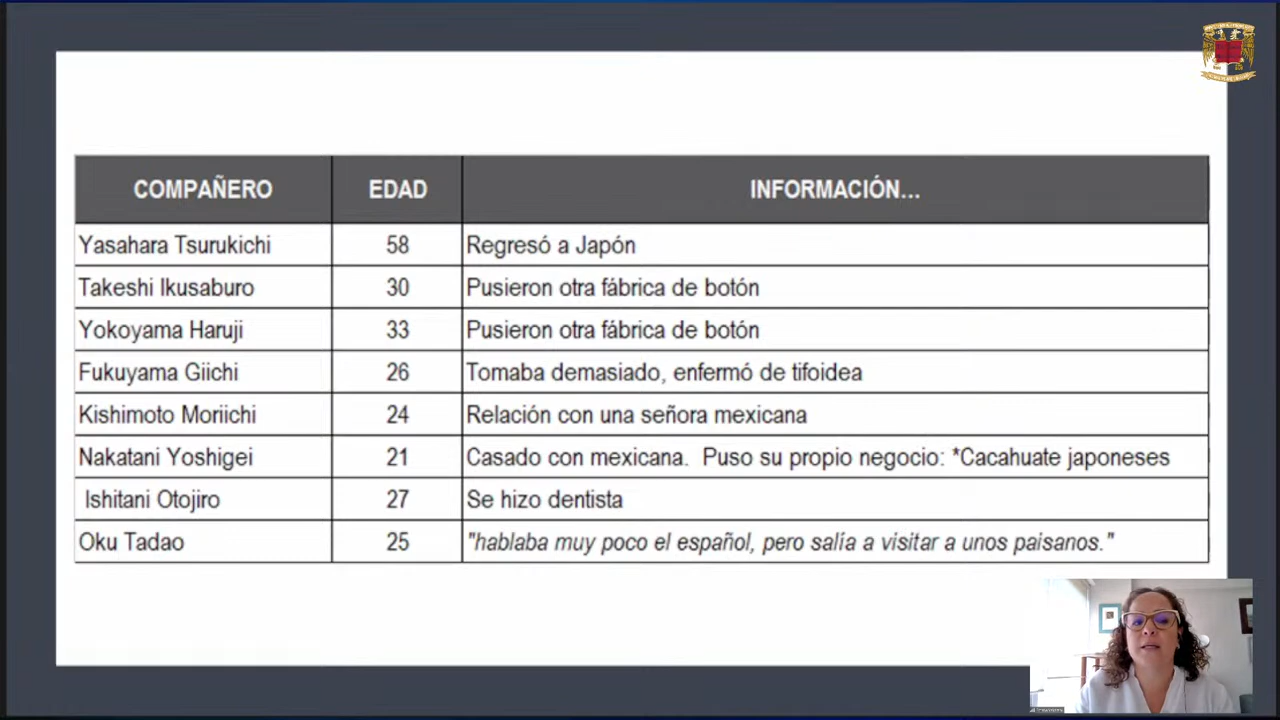 COMPAÑERO EDAD INFORMACIÓN...
Yasahara Tsurukichi 58 Regresó a Japón
Takeshi Ikusaburo 30 Pusieron otra fábrica de botón
Yokoyama Haruji 33 Pusieron otra fábrica de botón
Fukuyama Giichi 26 Tomaba demasiado, enfermó de tifoidea
Kishimoto Moriichi 24 Relación con una señora mexicana
Nakatani Yoshigei 21 Casado con mexicana. Puso su propio negocio: *Cacahuate japoneses
Ishitani Otojiro 27 Se hizo dentista
Oku Tadao 25 "hablaba muy poco el español, pero salía a visitar a unos paisanos."